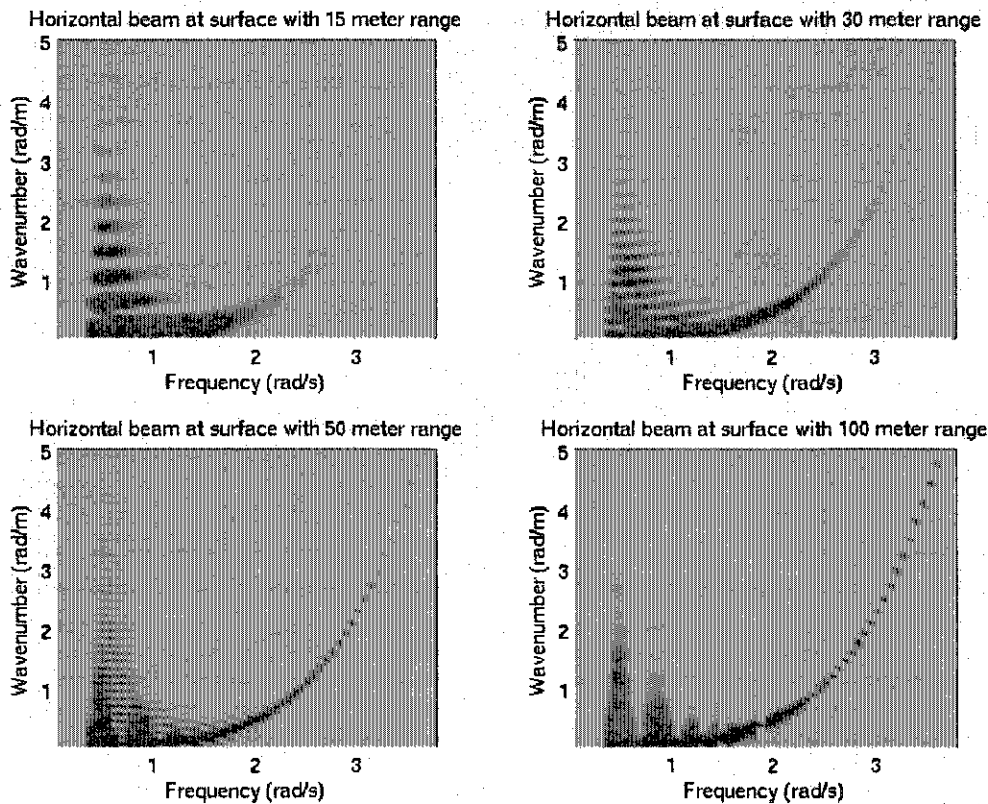 Horizontal beam at surface with 15 meter range
5
4
3
2
1
Wavenumber (rad/m)
1 2 3
Frequency (rad/s)
Horizontal beam at surface with 30 meter range
5
4
3
2
1
Wavenumber (rad/m)
1 2 3
Frequency (rad/s)
Horizontal beam at surface with 50 meter range
5
4
3
2
1
Wavenumber (rad/m)
1 2 3
Frequency (rad/s)
Horizontal beam at surface with 100 meter range
5
4
3
2
1
Wavenumber (rad/m)
1 2 3
Frequency (rad/s)